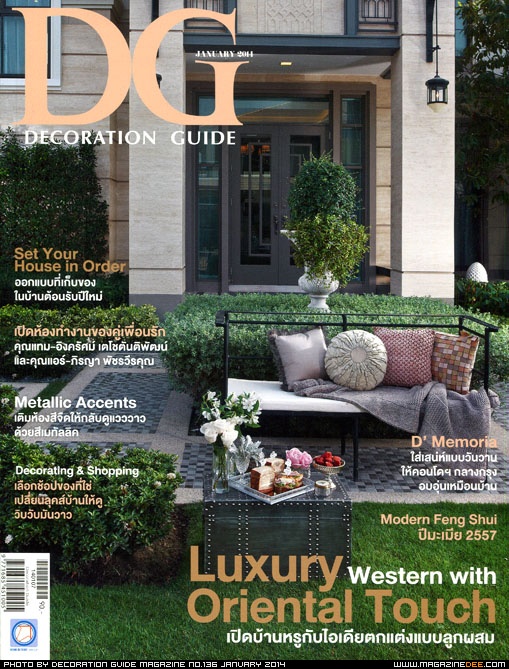 DG
JANUARY 2014
DECORATION GUIDE
Set Your
House in Order
ออกแบบที่เก็บของ
ในบ้านต้อนรับปีใหม่
เปิดห้องทำงานของคู่เพื่อนรัก
คุณแทม-อิงครัศมิ์ เตโชตันติพัฒน์
และคุณแอร์-ภิรญา พัชรวีรคุณ
Metallic Accents
เติมห้องสีจืดให้กลับดูแวววาว
ด้วยสีเมทัลลิค
Decorating & Shopping
เลือกช้อปของที่ใช่
เปลี่ยนลุคส์บ้านให้ดู
วิบวับมันวาว
D' Memoria
ใส่เสน่ห์แบบวันวาน
ให้คอนโดฯ กลางกรุง
อบอุ่นเหมือนบ้าน
Modern Feng Shui
ปีมะเมีย 2557
Luxury Western with
Oriental Touch
เปิดบ้านหรูกับไอเดียตกแต่งแบบลูกผสม
90.-
PHOTO BY DECORATION GUIDE MAGAZINE NO.136 JANUARY 2014
WWW.MAGAZINEDEE.COM